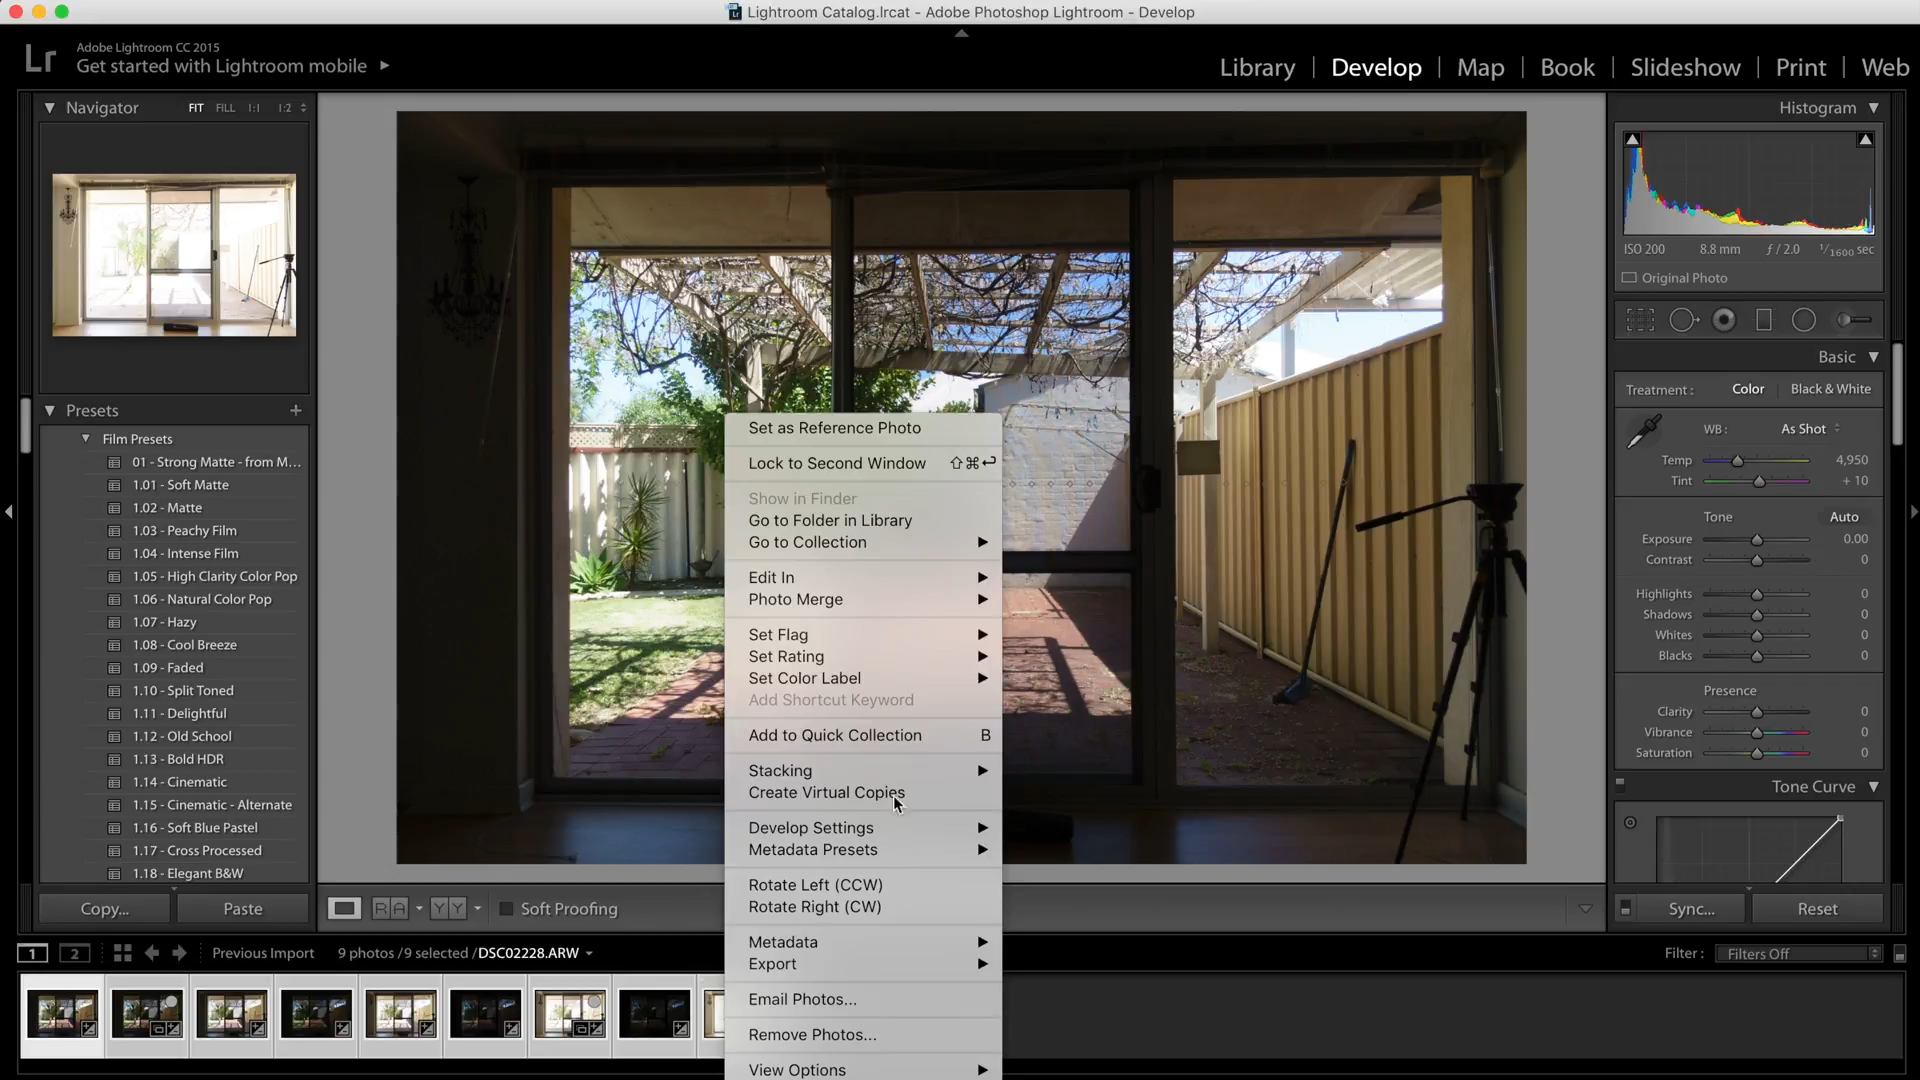 Lightroom Catalog.lrcat - Adobe Photoshop Lightroom - Develop
Lr
Adobe Lightroom CC 2015
Get started with Lightroom mobile
Library | Develop | Map | Book | Slideshow | Print | Web
Navigator FIT FILL 1:1 1:2
Presets +
Film Presets
01 - Strong Matte - from M...
1.01 - Soft Matte
1.02 - Matte
1.03 - Peachy Film
1.04 - Intense Film
1.05 - High Clarity Color Pop
1.06 - Natural Color Pop
1.07 - Hazy
1.08 - Cool Breeze
1.09 - Faded
1.10 - Split Toned
1.11 - Delightful
1.12 - Old School
1.13 - Bold HDR
1.14 - Cinematic
1.15 - Cinematic - Alternate
1.16 - Soft Blue Pastel
1.17 - Cross Processed
1.18 - Elegant B&W
Copy... Paste
Set as Reference Photo
Lock to Second Window ⇧⌘↩
Show in Finder
Go to Folder in Library
Go to Collection
Edit In
Photo Merge
Set Flag
Set Rating
Set Color Label
Add Shortcut Keyword
Add to Quick Collection B
Stacking
Create Virtual Copies
Develop Settings
Metadata Presets
Rotate Left (CCW)
Rotate Right (CW)
Metadata
Export
Email Photos...
Remove Photos...
View Options
Histogram
ISO 200 8.8 mm ƒ / 2.0 1/1600 sec
Original Photo
Basic
Treatment : Color | Black & White
WB : As Shot
Temp 4,950
Tint + 10
Tone Auto
Exposure 0.00
Contrast 0
Highlights 0
Shadows 0
Whites 0
Blacks 0
Presence
Clarity 0
Vibrance 0
Saturation 0
Tone Curve
R A Y Y Soft Proofing
Sync... Reset
1 2 Previous Import 9 photos /9 selected /DSC02228.ARW
Filter : Filters Off